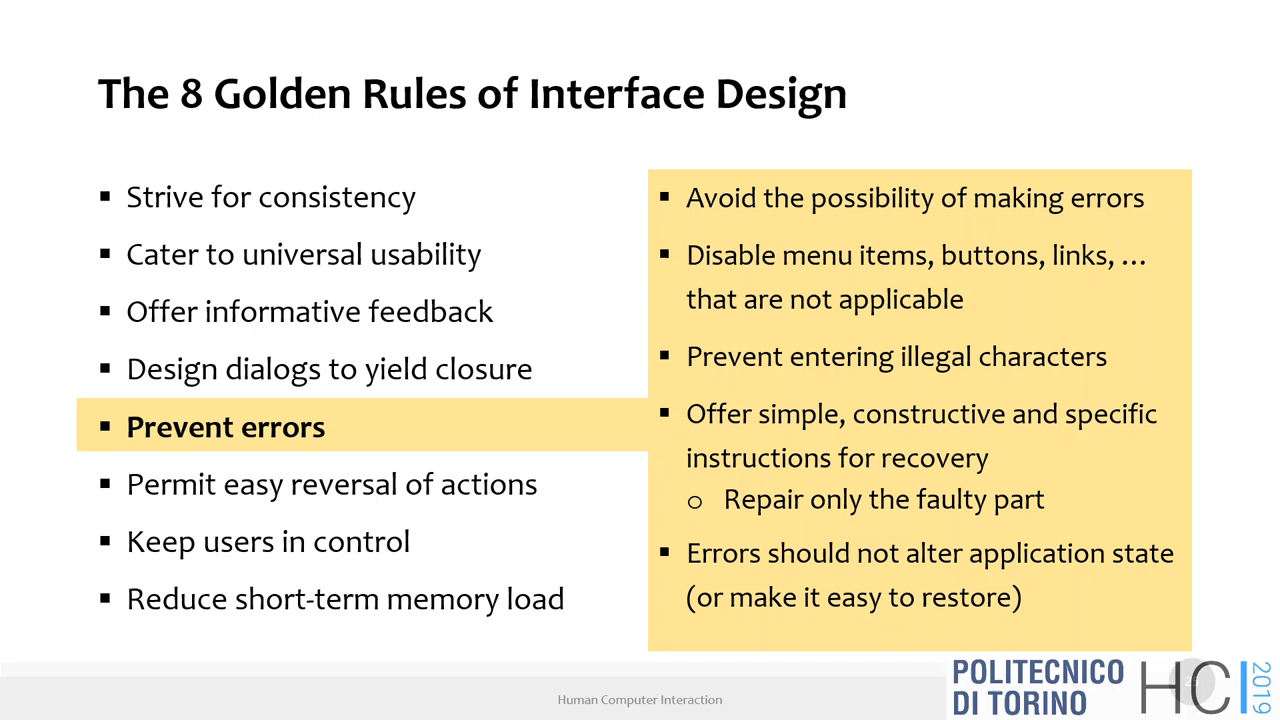 The 8 Golden Rules of Interface Design
▪ Strive for consistency
▪ Cater to universal usability
▪ Offer informative feedback
▪ Design dialogs to yield closure
▪ Prevent errors
▪ Permit easy reversal of actions
▪ Keep users in control
▪ Reduce short-term memory load
▪ Avoid the possibility of making errors
▪ Disable menu items, buttons, links, …
that are not applicable
▪ Prevent entering illegal characters
▪ Offer simple, constructive and specific
instructions for recovery
o Repair only the faulty part
▪ Errors should not alter application state
(or make it easy to restore)
Human Computer Interaction
POLITECNICO
DI TORINO
HCI
2019